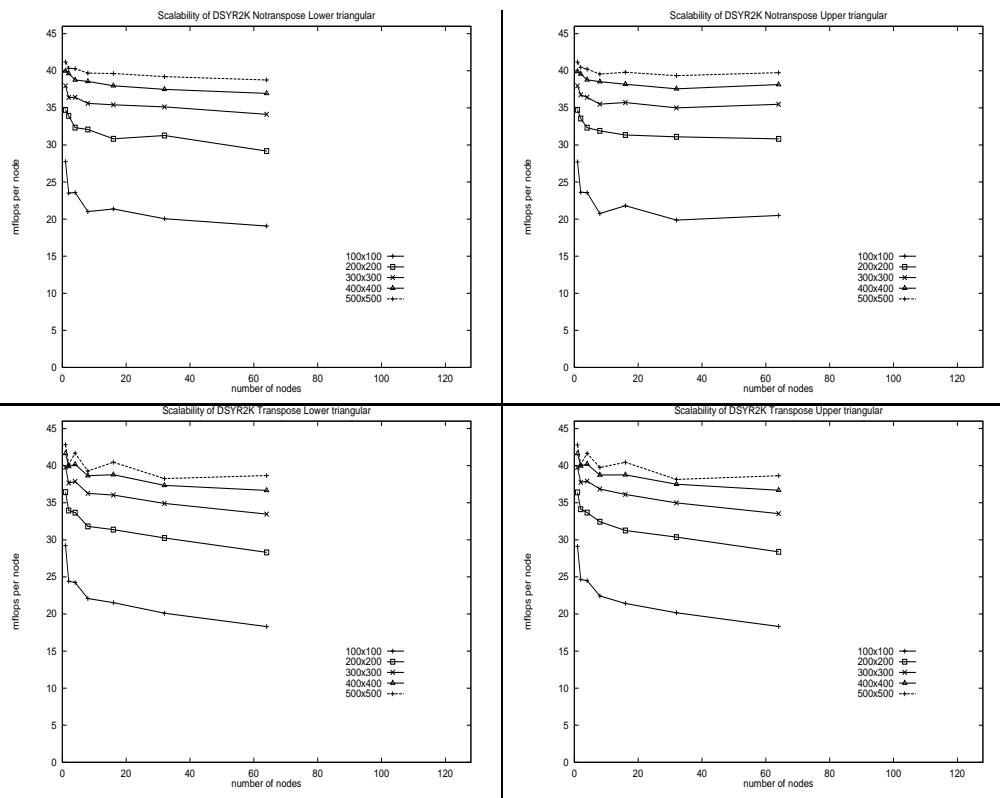 Scalability of DSYR2K Notranspose Lower triangular
45
40
35
30
25
20
15
10
5
0
mflops per node
100x100
200x200
300x300
400x400
500x500
0 20 40 60 80 100 120
number of nodes
Scalability of DSYR2K Notranspose Upper triangular
45
40
35
30
25
20
15
10
5
0
mflops per node
100x100
200x200
300x300
400x400
500x500
0 20 40 60 80 100 120
number of nodes
Scalability of DSYR2K Transpose Lower triangular
45
40
35
30
25
20
15
10
5
0
mflops per node
100x100
200x200
300x300
400x400
500x500
0 20 40 60 80 100 120
number of nodes
Scalability of DSYR2K Transpose Upper triangular
45
40
35
30
25
20
15
10
5
0
mflops per node
100x100
200x200
300x300
400x400
500x500
0 20 40 60 80 100 120
number of nodes